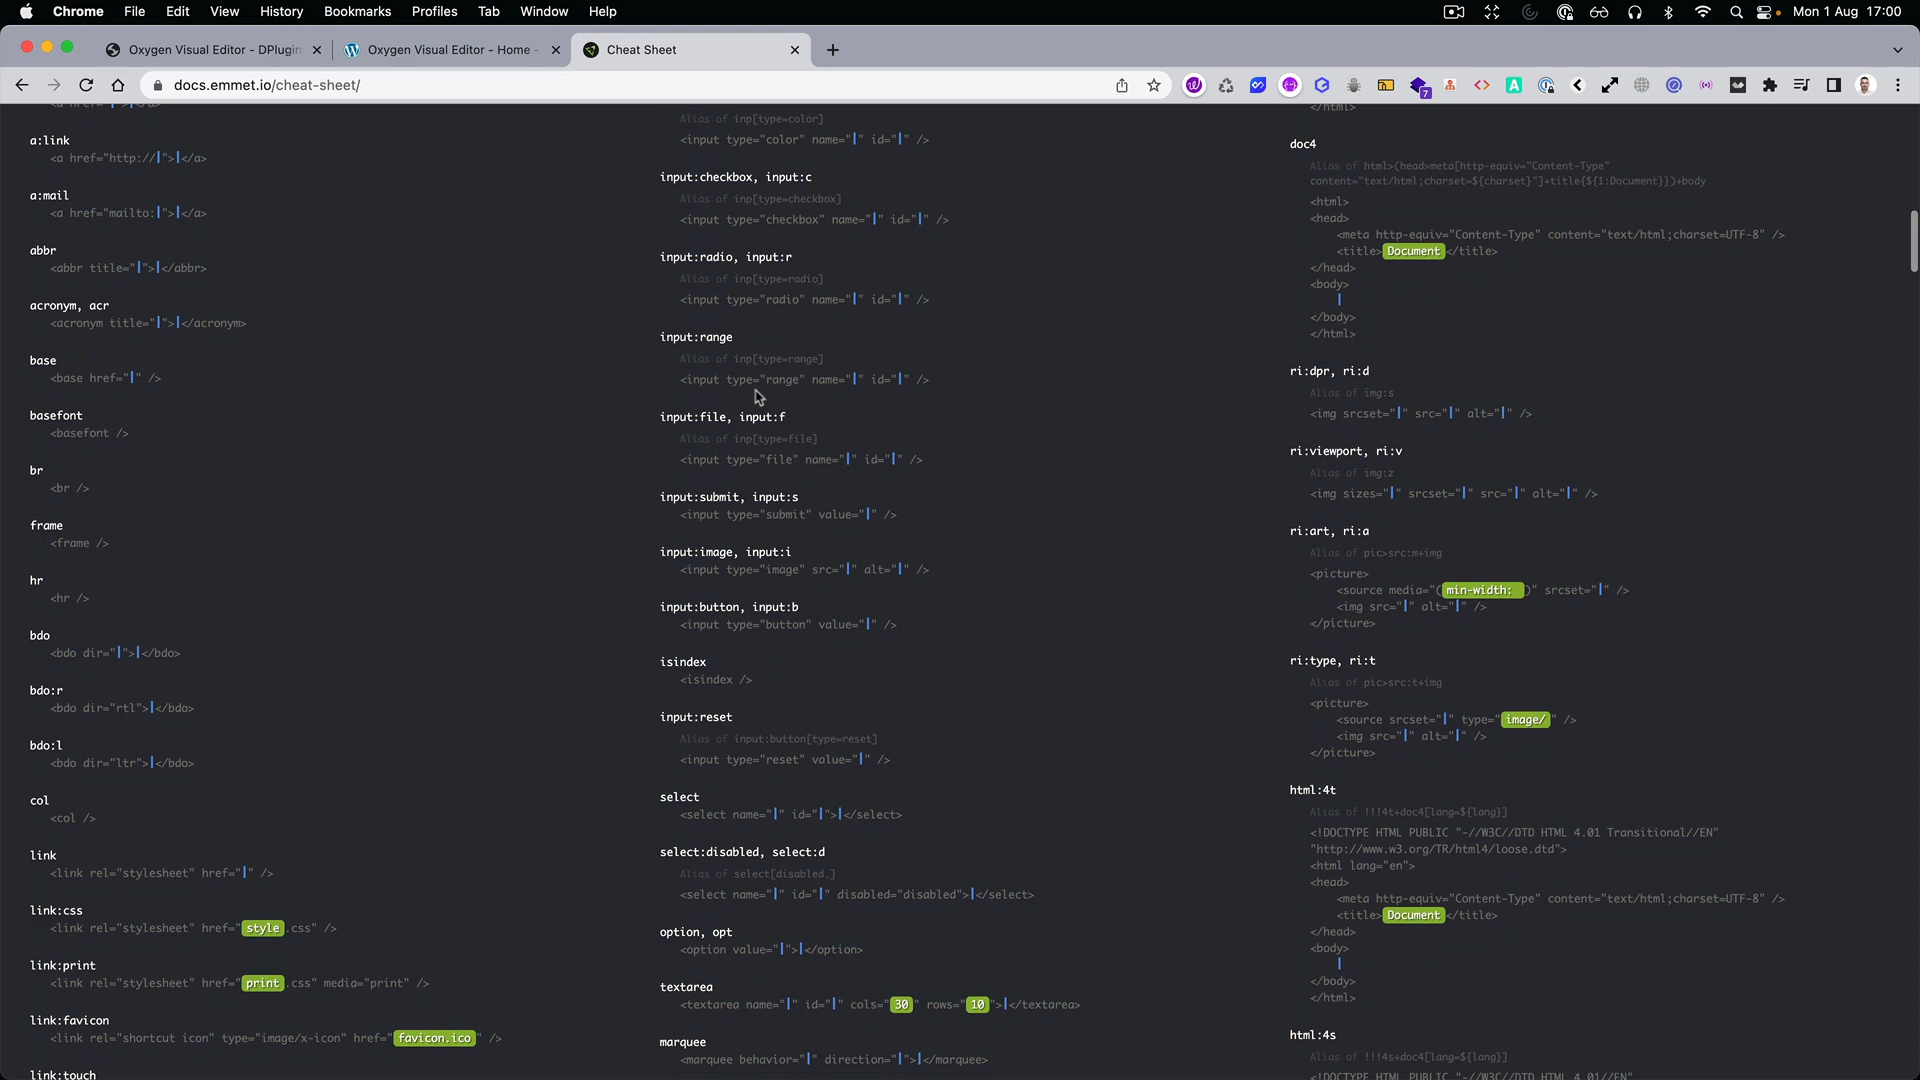 Chrome File Edit View History Bookmarks Profiles Tab Window Help Mon 1 Aug 17:00
Oxygen Visual Editor - DPlugin
Oxygen Visual Editor - Home -
Cheat Sheet
docs.emmet.io/cheat-sheet/
7
a:link
<a href="http://|">|</a>
a:mail
<a href="mailto:|">|</a>
abbr
<abbr title="|">|</abbr>
acronym, acr
<acronym title="|">|</acronym>
base
<base href="|" />
basefont
<basefont />
br
<br />
frame
<frame />
hr
<hr />
bdo
<bdo dir="|">|</bdo>
bdo:r
<bdo dir="rtl">|</bdo>
bdo:l
<bdo dir="ltr">|</bdo>
col
<col />
link
<link rel="stylesheet" href="|" />
link:css
<link rel="stylesheet" href="style.css" />
link:print
<link rel="stylesheet" href="print.css" media="print" />
link:favicon
<link rel="shortcut icon" type="image/x-icon" href="favicon.ico" />
link:touch
Alias of inp[type=color]
<input type="color" name="|" id="|" />
input:checkbox, input:c
Alias of inp[type=checkbox]
<input type="checkbox" name="|" id="|" />
input:radio, input:r
Alias of inp[type=radio]
<input type="radio" name="|" id="|" />
input:range
Alias of inp[type=range]
<input type="range" name="|" id="|" />
input:file, input:f
Alias of inp[type=file]
<input type="file" name="|" id="|" />
input:submit, input:s
<input type="submit" value="|" />
input:image, input:i
<input type="image" src="|" alt="|" />
input:button, input:b
<input type="button" value="|" />
isindex
<isindex />
input:reset
Alias of input:button[type=reset]
<input type="reset" value="|" />
select
<select name="|" id="|">|</select>
select:disabled, select:d
Alias of select[disabled.]
<select name="|" id="|" disabled="disabled">|</select>
option, opt
<option value="|">|</option>
textarea
<textarea name="|" id="|" cols="30" rows="10">|</textarea>
marquee
<marquee behavior="|" direction="|">|</marquee>
</html>
doc4
Alias of html>(head>meta[http-equiv="Content-Type"
content="text/html;charset=${charset}"]+title{${1:Document}})+body
<html>
<head>
<meta http-equiv="Content-Type" content="text/html;charset=UTF-8" />
<title>Document</title>
</head>
<body>
|
</body>
</html>
ri:dpr, ri:d
Alias of img:s
<img srcset="|" src="|" alt="|" />
ri:viewport, ri:v
Alias of img:z
<img sizes="|" srcset="|" src="|" alt="|" />
ri:art, ri:a
Alias of pic>src:m+img
<picture>
<source media="(min-width: )" srcset="|" />
<img src="|" alt="|" />
</picture>
ri:type, ri:t
Alias of pic>src:t+img
<picture>
<source srcset="|" type="image/" />
<img src="|" alt="|" />
</picture>
html:4t
Alias of !!!4t+doc4[lang=${lang}]
<!DOCTYPE HTML PUBLIC "-//W3C//DTD HTML 4.01 Transitional//EN"
"http://www.w3.org/TR/html4/loose.dtd">
<html lang="en">
<head>
<meta http-equiv="Content-Type" content="text/html;charset=UTF-8" />
<title>Document</title>
</head>
<body>
|
</body>
</html>
html:4s
Alias of !!!4s+doc4[lang=${lang}]
<!DOCTYPE HTML PUBLIC "-//W3C//DTD HTML 4.01//EN"